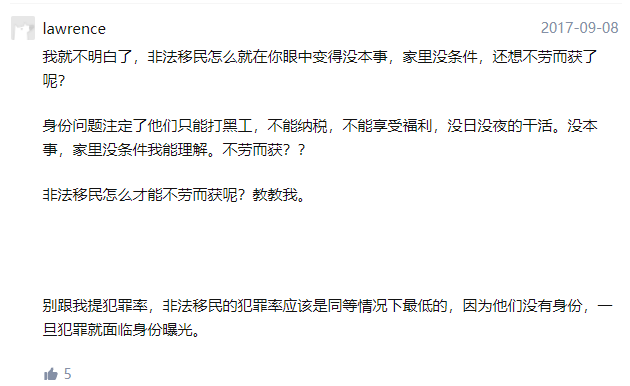 lawrence
2017-09-08
我就不明白了，非法移民怎么就在你眼中变得没本事，家里没条件，还想不劳而获了
呢？
身份问题注定了他们只能打黑工，不能纳税，不能享受福利，没日没夜的干活。没本
事，家里没条件我能理解。不劳而获？？
非法移民怎么才能不劳而获呢？教教我。
别跟我提犯罪率，非法移民的犯罪率应该是同等情况下最低的，因为他们没有身份，一
旦犯罪就面临身份曝光。
5